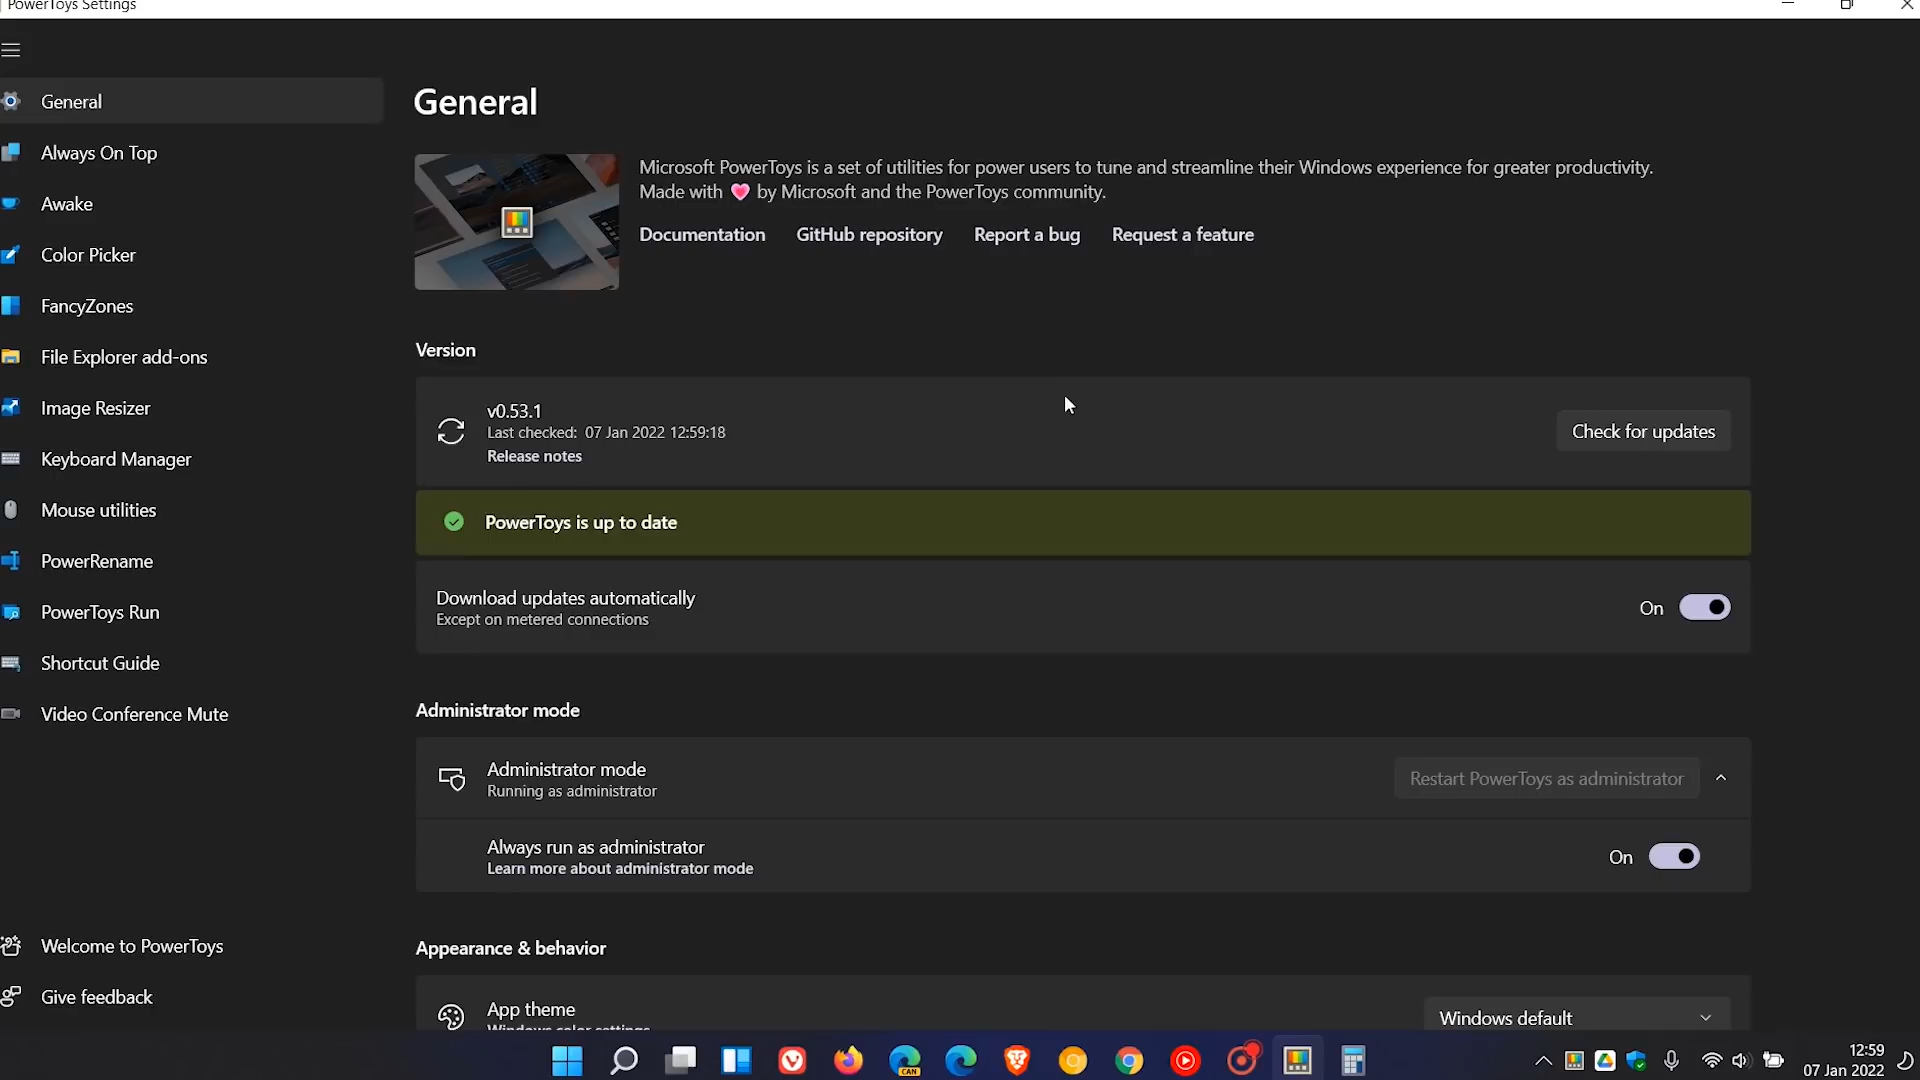 PowerToys Settings
General
Always On Top
Awake
Color Picker
FancyZones
File Explorer add-ons
Image Resizer
Keyboard Manager
Mouse utilities
PowerRename
PowerToys Run
Shortcut Guide
Video Conference Mute
Welcome to PowerToys
Give feedback
General
Microsoft PowerToys is a set of utilities for power users to tune and streamline their Windows experience for greater productivity.
Made with 💗 by Microsoft and the PowerToys community.
Documentation GitHub repository Report a bug Request a feature
Version
v0.53.1
Last checked: 07 Jan 2022 12:59:18
Release notes
Check for updates
PowerToys is up to date
Download updates automatically
Except on metered connections
On
Administrator mode
Administrator mode
Running as administrator
Restart PowerToys as administrator
Always run as administrator
Learn more about administrator mode
On
Appearance & behavior
App theme
Windows color settings
Windows default
CAN
12:59
07 Jan 2022